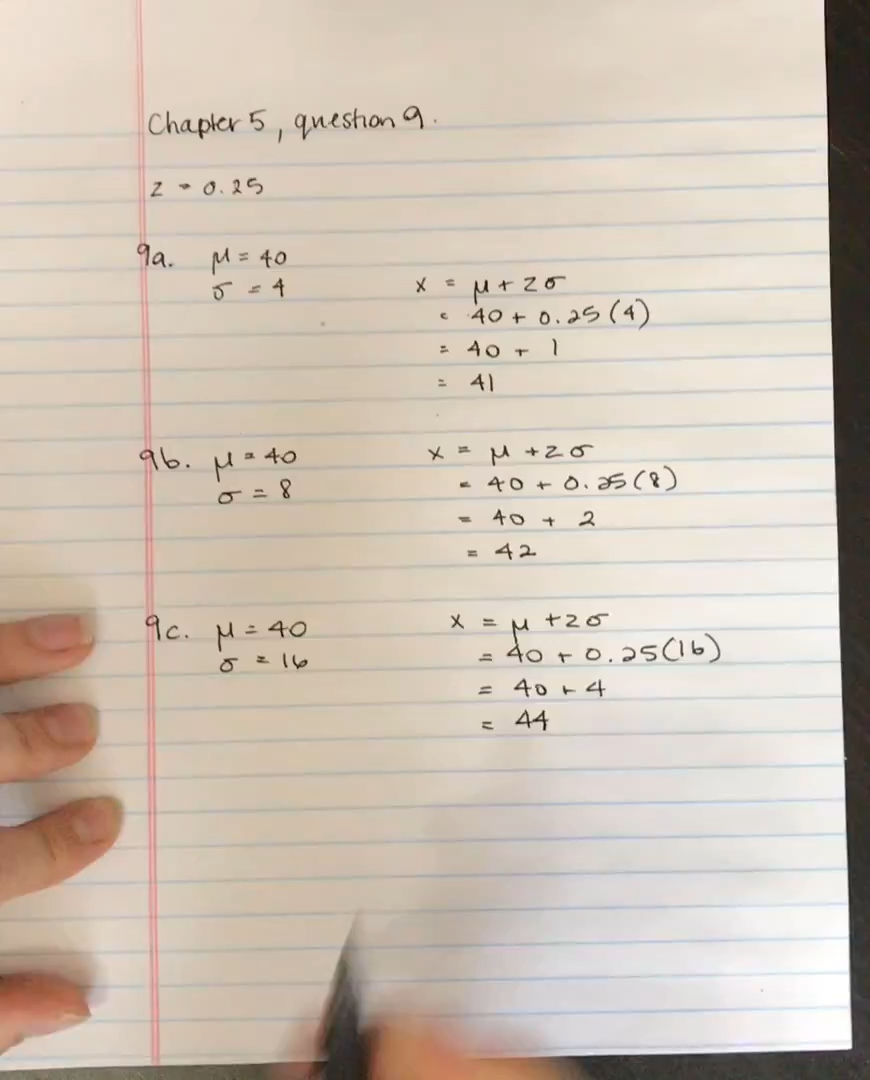 Chapter 5, question 9.
z = 0.25
9a. μ = 40
σ = 4
x = μ + zσ
= 40 + 0.25(4)
= 40 + 1
= 41
9b. μ = 40
σ = 8
x = μ + zσ
= 40 + 0.25(8)
= 40 + 2
= 42
9c. μ = 40
σ = 16
x = μ + zσ
= 40 + 0.25(16)
= 40 + 4
= 44